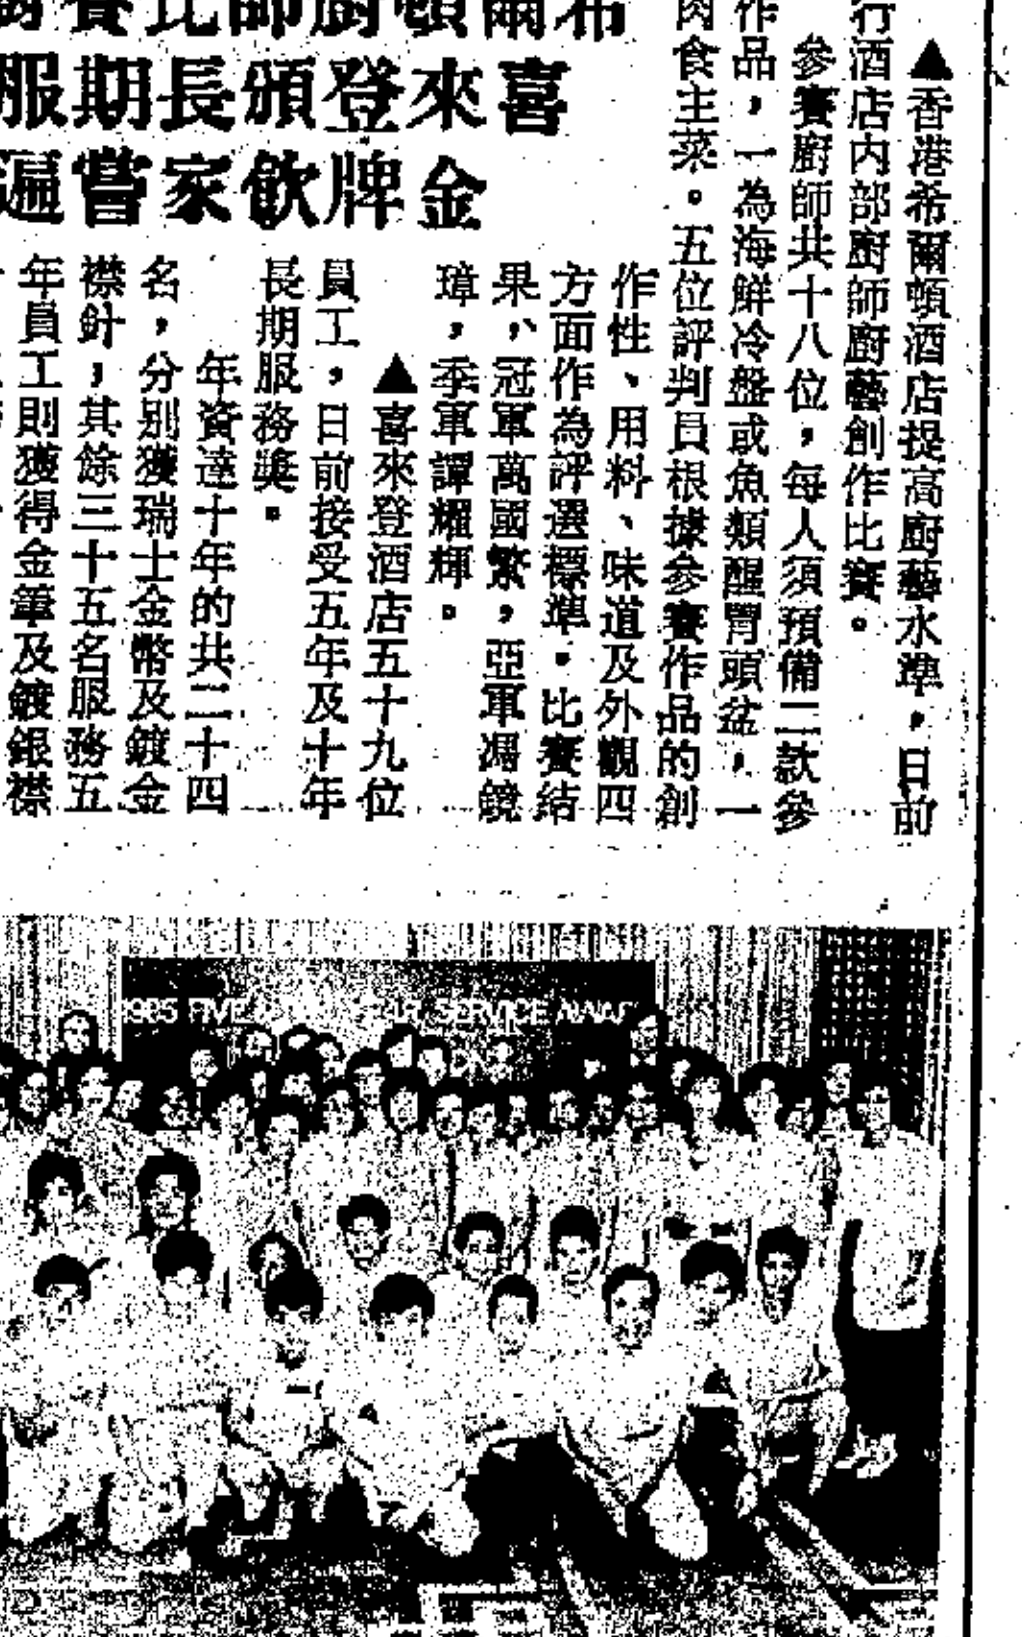 希爾頓廚師比賽廚
喜來登頒長期服
金牌飲家嘗遍
▲香港希爾頓酒店提高廚藝水準，日前
行酒店內部廚師廚藝創作比賽。
參賽廚師共十八位，每人須預備二款參
作品，一為海鮮冷盤或魚類醒胃頭盆，一
肉食主菜。五位評判員根據參賽作品的創
作性、用料、味道及外觀四
方面作為評選標準。比賽結
果，冠軍萬國繁，亞軍馮鏡
璋，季軍譚耀輝。
▲喜來登酒店五十九位
員工，日前接受五年及十年
長期服務獎。
年資達十年的共二十四
名，分別獲瑞士金幣及鍍金
襟針，其餘三十五名服務五
年員工則獲得金筆及鍍銀襟
1985 FIVE SERVICE AWAR